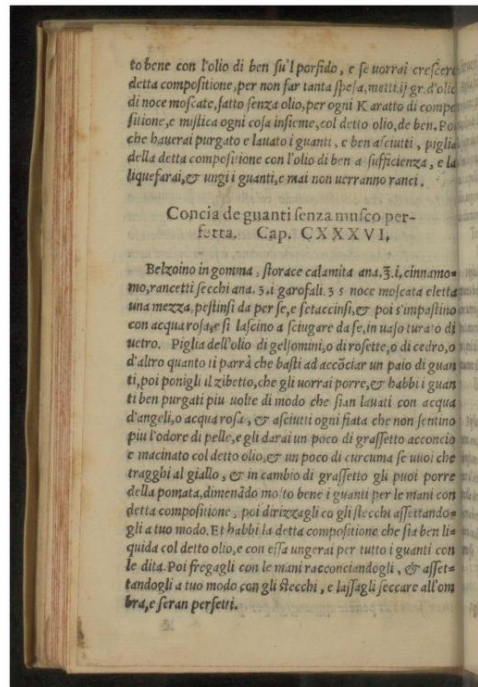 to bene con l'olio di ben su'l porfido, e se uorrai crescere
detta compositione, per non far tanta spesa, metti. ij gr. d'olio
di noce moscate, fatto senza olio, per ogni K aratto di compo
sitione, e mistica ogni cosa insieme, col detto olio, de ben. Poi
che hauerai purgato e lauato i guanti, e ben asciutti, piglia
della detta compositione con l'olio di ben a sufficienza, e la
liquefarai, & ungi i guanti, e mai non uerranno ranci.
Concia de guanti senza musco per-
fetta. Cap. CXXXVI.
Belzoino in gomma, storace calamita ana. ℥. i, cinnamo=
mo, rancetti secchi ana. ʒ. i garofali. ʒ s noce moscata eletta
una mezza, pestinsi da per se, e setaccinsi, & poi s'impastino
con acqua rosa, e si lascino a sciugare da se, in uaso turato di
uetro. Piglia dell'olio di gelsomini, o di rosette, o di cedro, o
d'altro quanto ti parrà che basti ad accōciar un paio di guan
ti, poi ponigli il zibetto, che gli uorrai porre, & habbi i guan
ti ben purgati piu uolte di modo che sian lauati con acqua
d'angeli, o acqua rosa, & asciutti ogni fiata che non sentino
piu l'odore di pelle, e gli darai un poco di grassetto acconcio
e macinato col detto olio, & un poco di curcuma se uuoi che
tragghi al giallo, & in cambio di grassetto gli puoi porre
della pomata, dimenādo molto bene i guanti per le mani con
detta compositione, poi dirizzagli co gli stecchi assettando=
gli a tuo modo. Et habbi la detta compositione che sia ben li=
quida col detto olio, e con essa ungerai per tutto i guanti con
le dita. Poi fregagli con le mani racconciandogli, & asset=
tandogli a tuo modo con gli stecchi, e lassagli seccare all'om
bra, e seran perfetti.